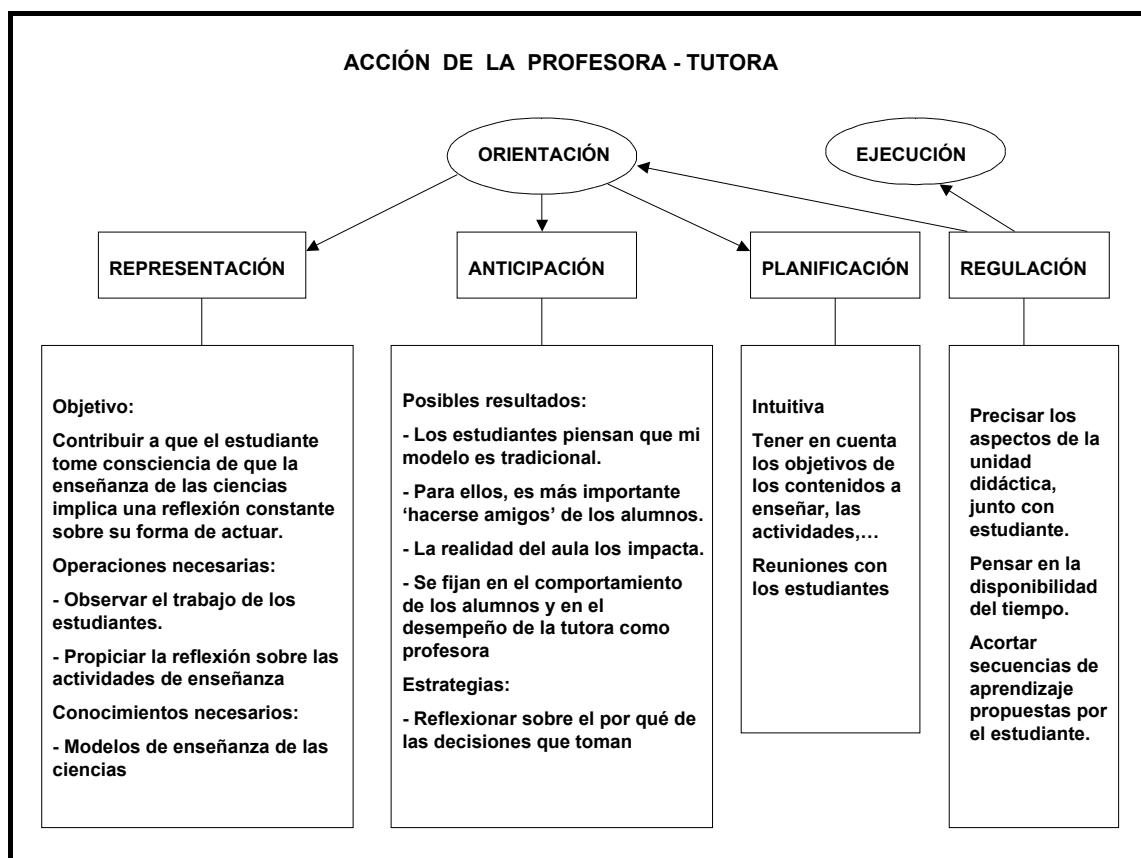 ACCIÓN DE LA PROFESORA - TUTORA
ORIENTACIÓN
EJECUCIÓN
REPRESENTACIÓN
ANTICIPACIÓN
PLANIFICACIÓN
REGULACIÓN
Objetivo:
Contribuir a que el estudiante
tome consciencia de que la
enseñanza de las ciencias
implica una reflexión constante
sobre su forma de actuar.
Operaciones necesarias:
- Observar el trabajo de los
estudiantes.
- Propiciar la reflexión sobre las
actividades de enseñanza
Conocimientos necesarios:
- Modelos de enseñanza de las
ciencias
Posibles resultados:
- Los estudiantes piensan que mi
modelo es tradicional.
- Para ellos, es más importante
‘hacerse amigos’ de los alumnos.
- La realidad del aula los impacta.
- Se fijan en el comportamiento
de los alumnos y en el
desempeño de la tutora como
profesora
Estrategias:
- Reflexionar sobre el por qué de
las decisiones que toman
Intuitiva
Tener en cuenta
los objetivos de
los contenidos a
enseñar, las
actividades,…
Reuniones con
los estudiantes
Precisar los
aspectos de la
unidad
didáctica,
junto con
estudiante.
Pensar en la
disponibilidad
del tiempo.
Acortar
secuencias de
aprendizaje
propuestas por
el estudiante.